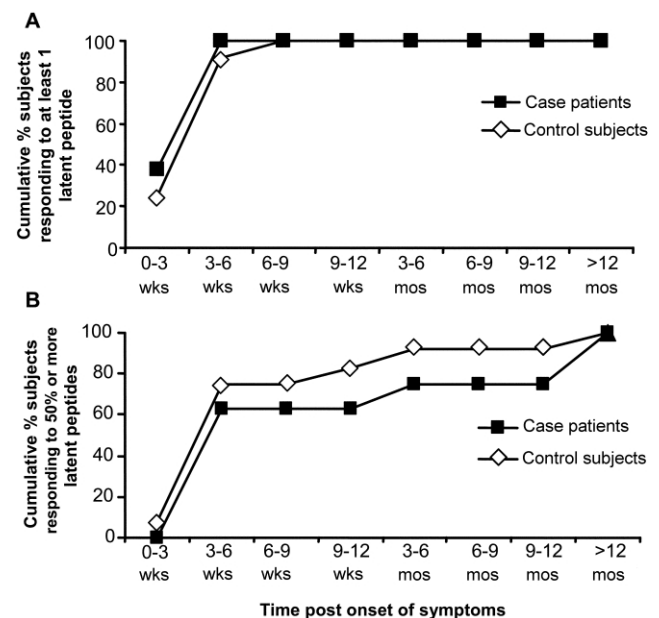 A
Cumulative % subjects
responding to at least 1
latent peptide
100
80
60
40
20
0
Case patients
Control subjects
0-3 3-6 6-9 9-12 3-6 6-9 9-12 >12
wks wks wks wks mos mos mos mos
B
Cumulative % subjects
responding to 50% or more
latent peptides
100
80
60
40
20
0
Case patients
Control subjects
0-3 3-6 6-9 9-12 3-6 6-9 9-12 >12
wks wks wks wks mos mos mos mos
Time post onset of symptoms